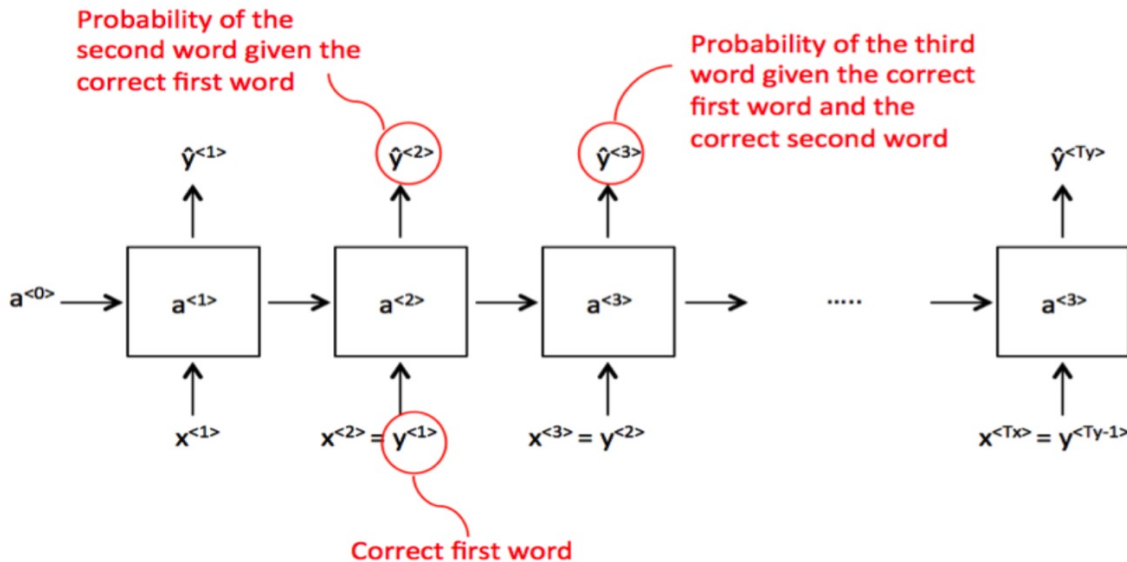 Probability of the
second word given the
correct first word
Probability of the third
word given the correct
first word and the
correct second word
ŷ<1>
ŷ<2>
ŷ<3>
ŷ<Ty>
a<0>
a<1>
a<2>
a<3>
.....
a<3>
x<1>
x<2> = y<1>
x<3> = y<2>
x<Tx> = y<Ty-1>
Correct first word